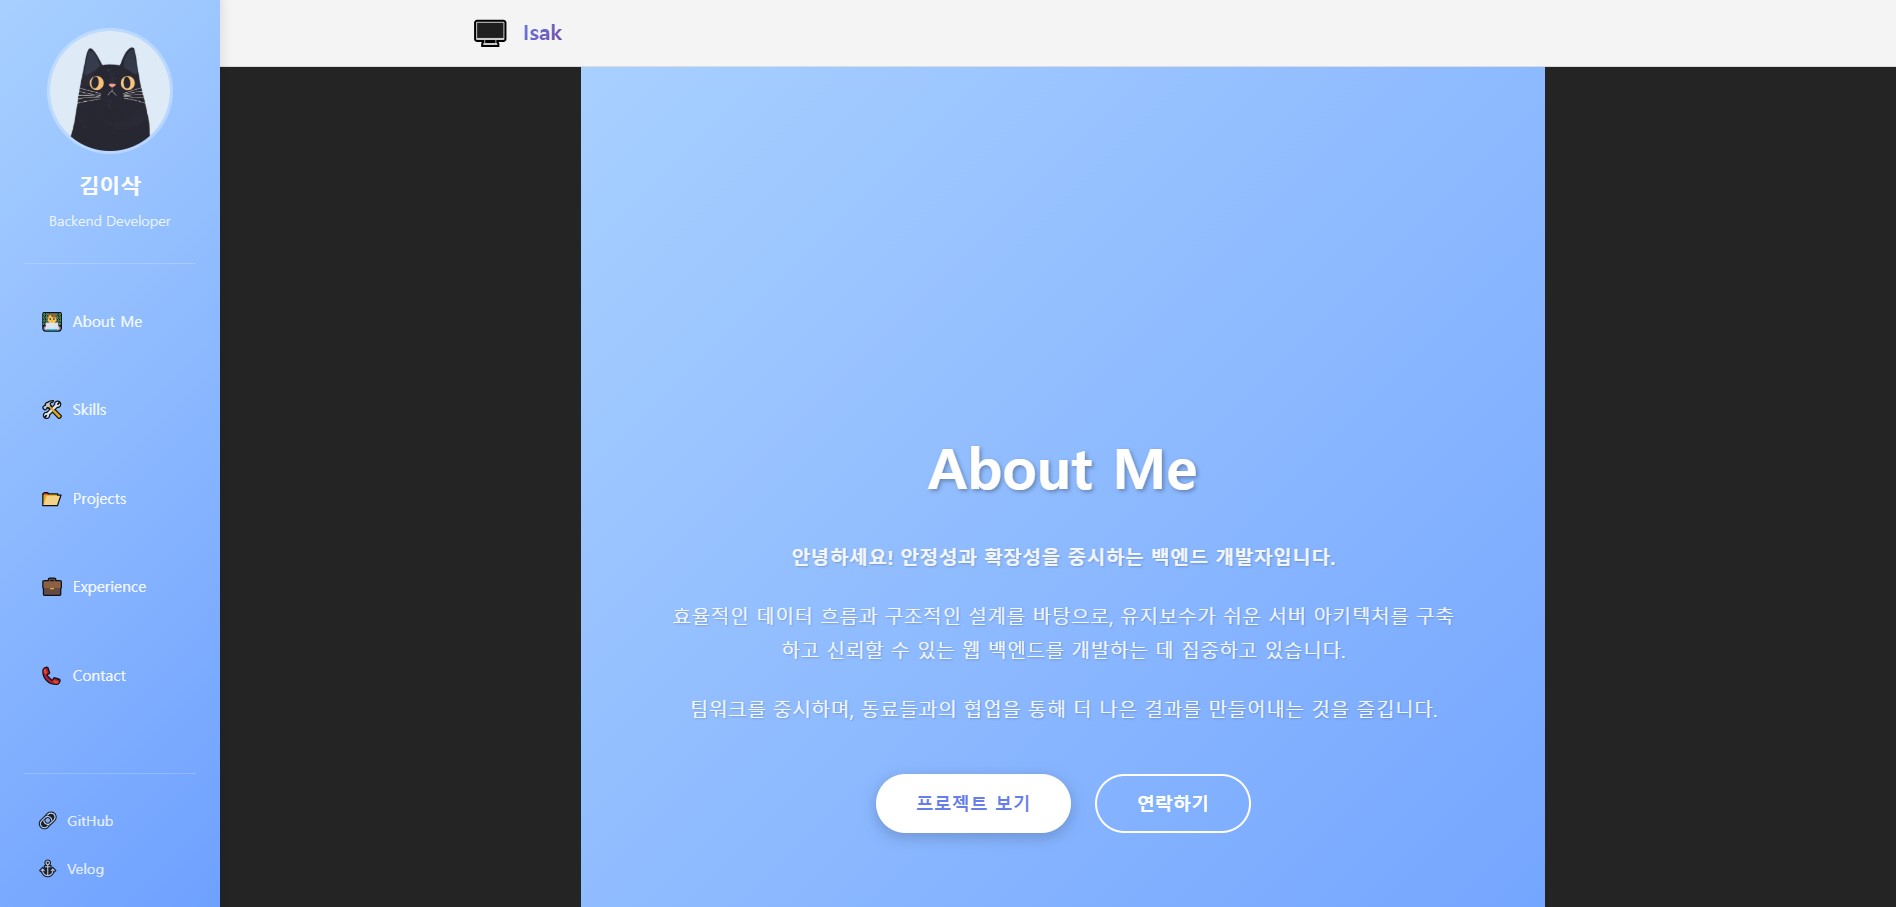 김이삭
Backend Developer
About Me
Skills
Projects
Experience
Contact
GitHub
Velog
Isak
About Me
안녕하세요! 안정성과 확장성을 중시하는 백엔드 개발자입니다.
효율적인 데이터 흐름과 구조적인 설계를 바탕으로, 유지보수가 쉬운 서버 아키텍처를 구축
하고 신뢰할 수 있는 웹 백엔드를 개발하는 데 집중하고 있습니다.
팀워크를 중시하며, 동료들과의 협업을 통해 더 나은 결과를 만들어내는 것을 즐깁니다.
프로젝트 보기
연락하기